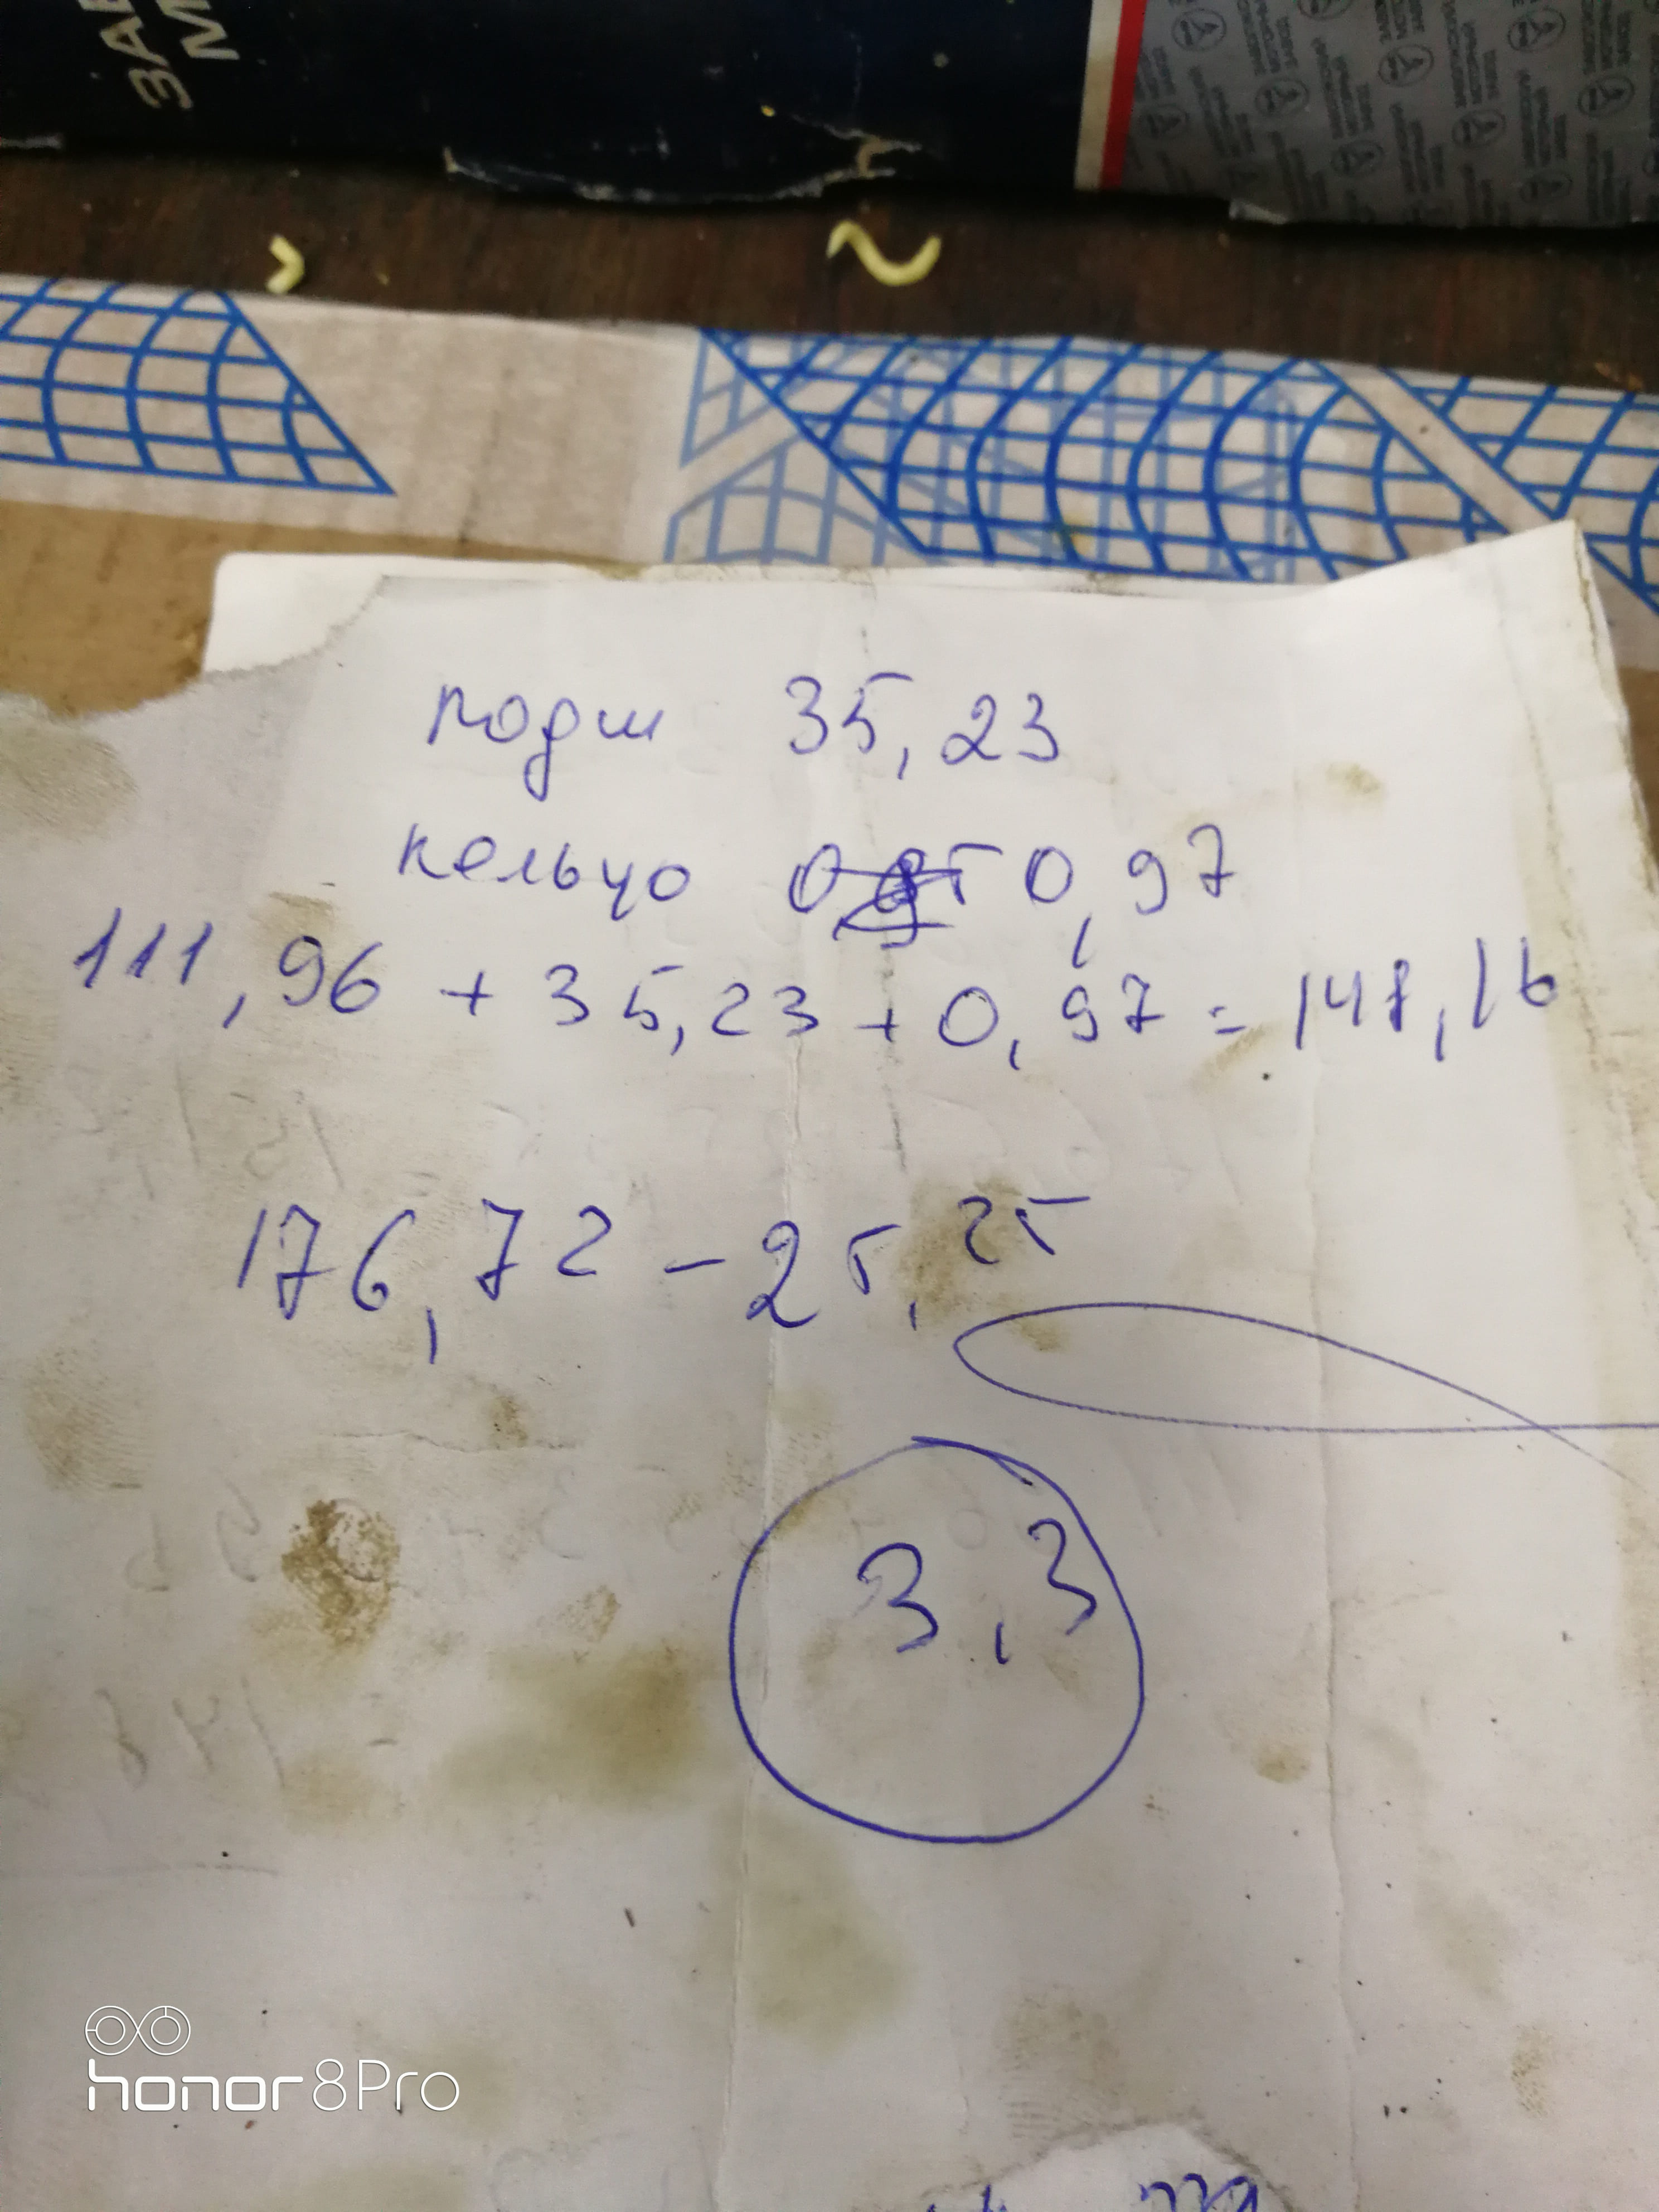 подш 35,23
кольцо 0,97
111,96 + 35,23 + 0,97 = 148,16
176,72 - 25,25
3,3
honor 8Pro